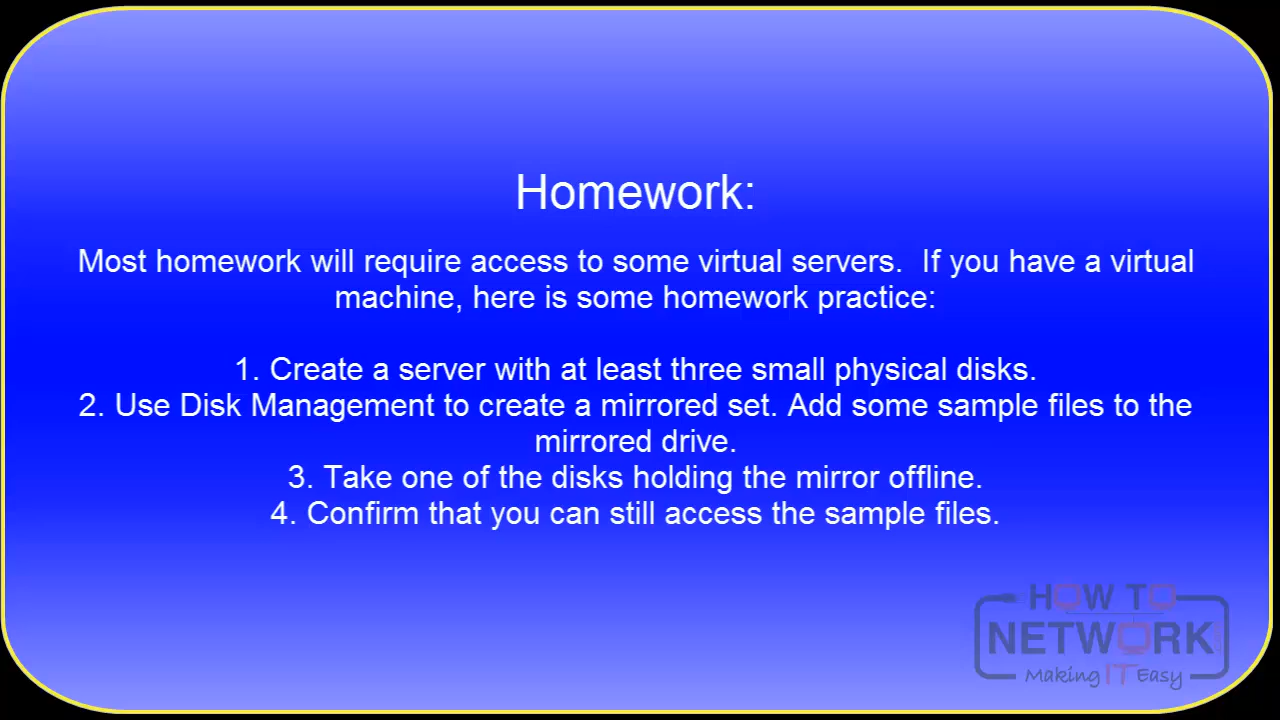 Homework:
Most homework will require access to some virtual servers.  If you have a virtual
machine, here is some homework practice:
1. Create a server with at least three small physical disks.
2. Use Disk Management to create a mirrored set. Add some sample files to the
mirrored drive.
3. Take one of the disks holding the mirror offline.
4. Confirm that you can still access the sample files.
HOW TO
NETWORK
Making IT Easy